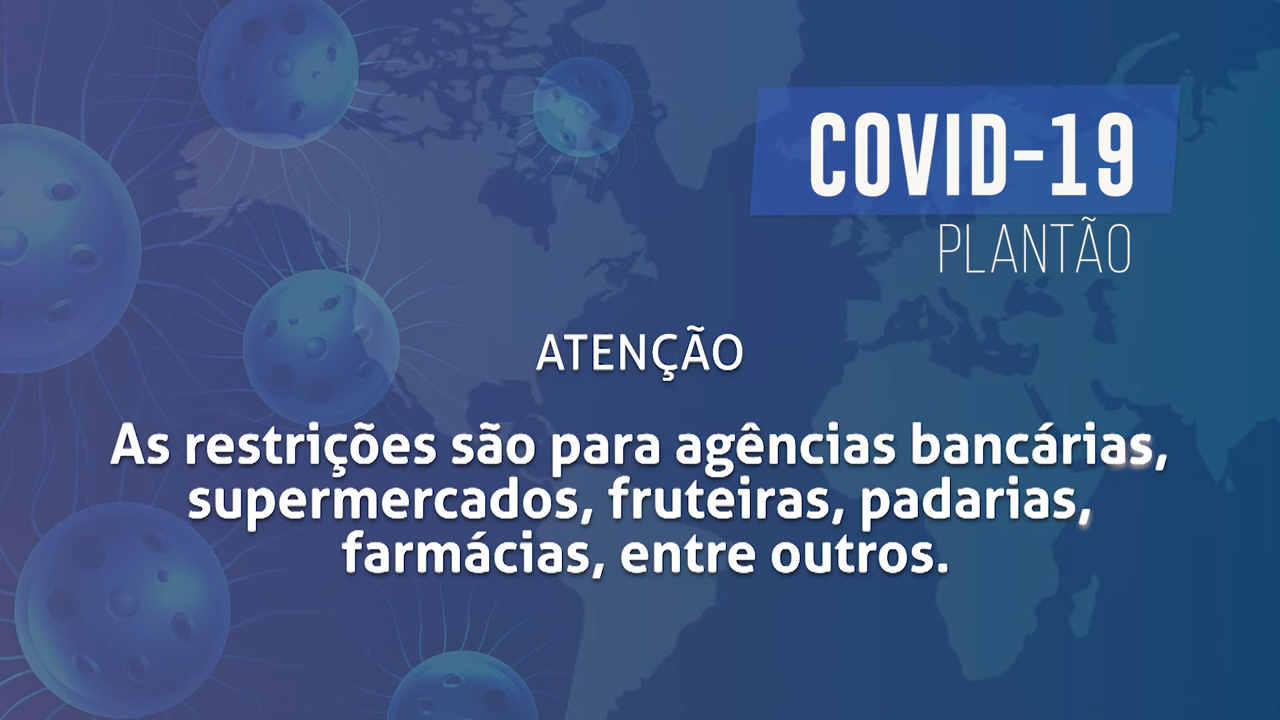 COVID-19
PLANTÃO
ATENÇÃO
As restrições são para agências bancárias,
supermercados, fruteiras, padarias,
farmácias, entre outros.